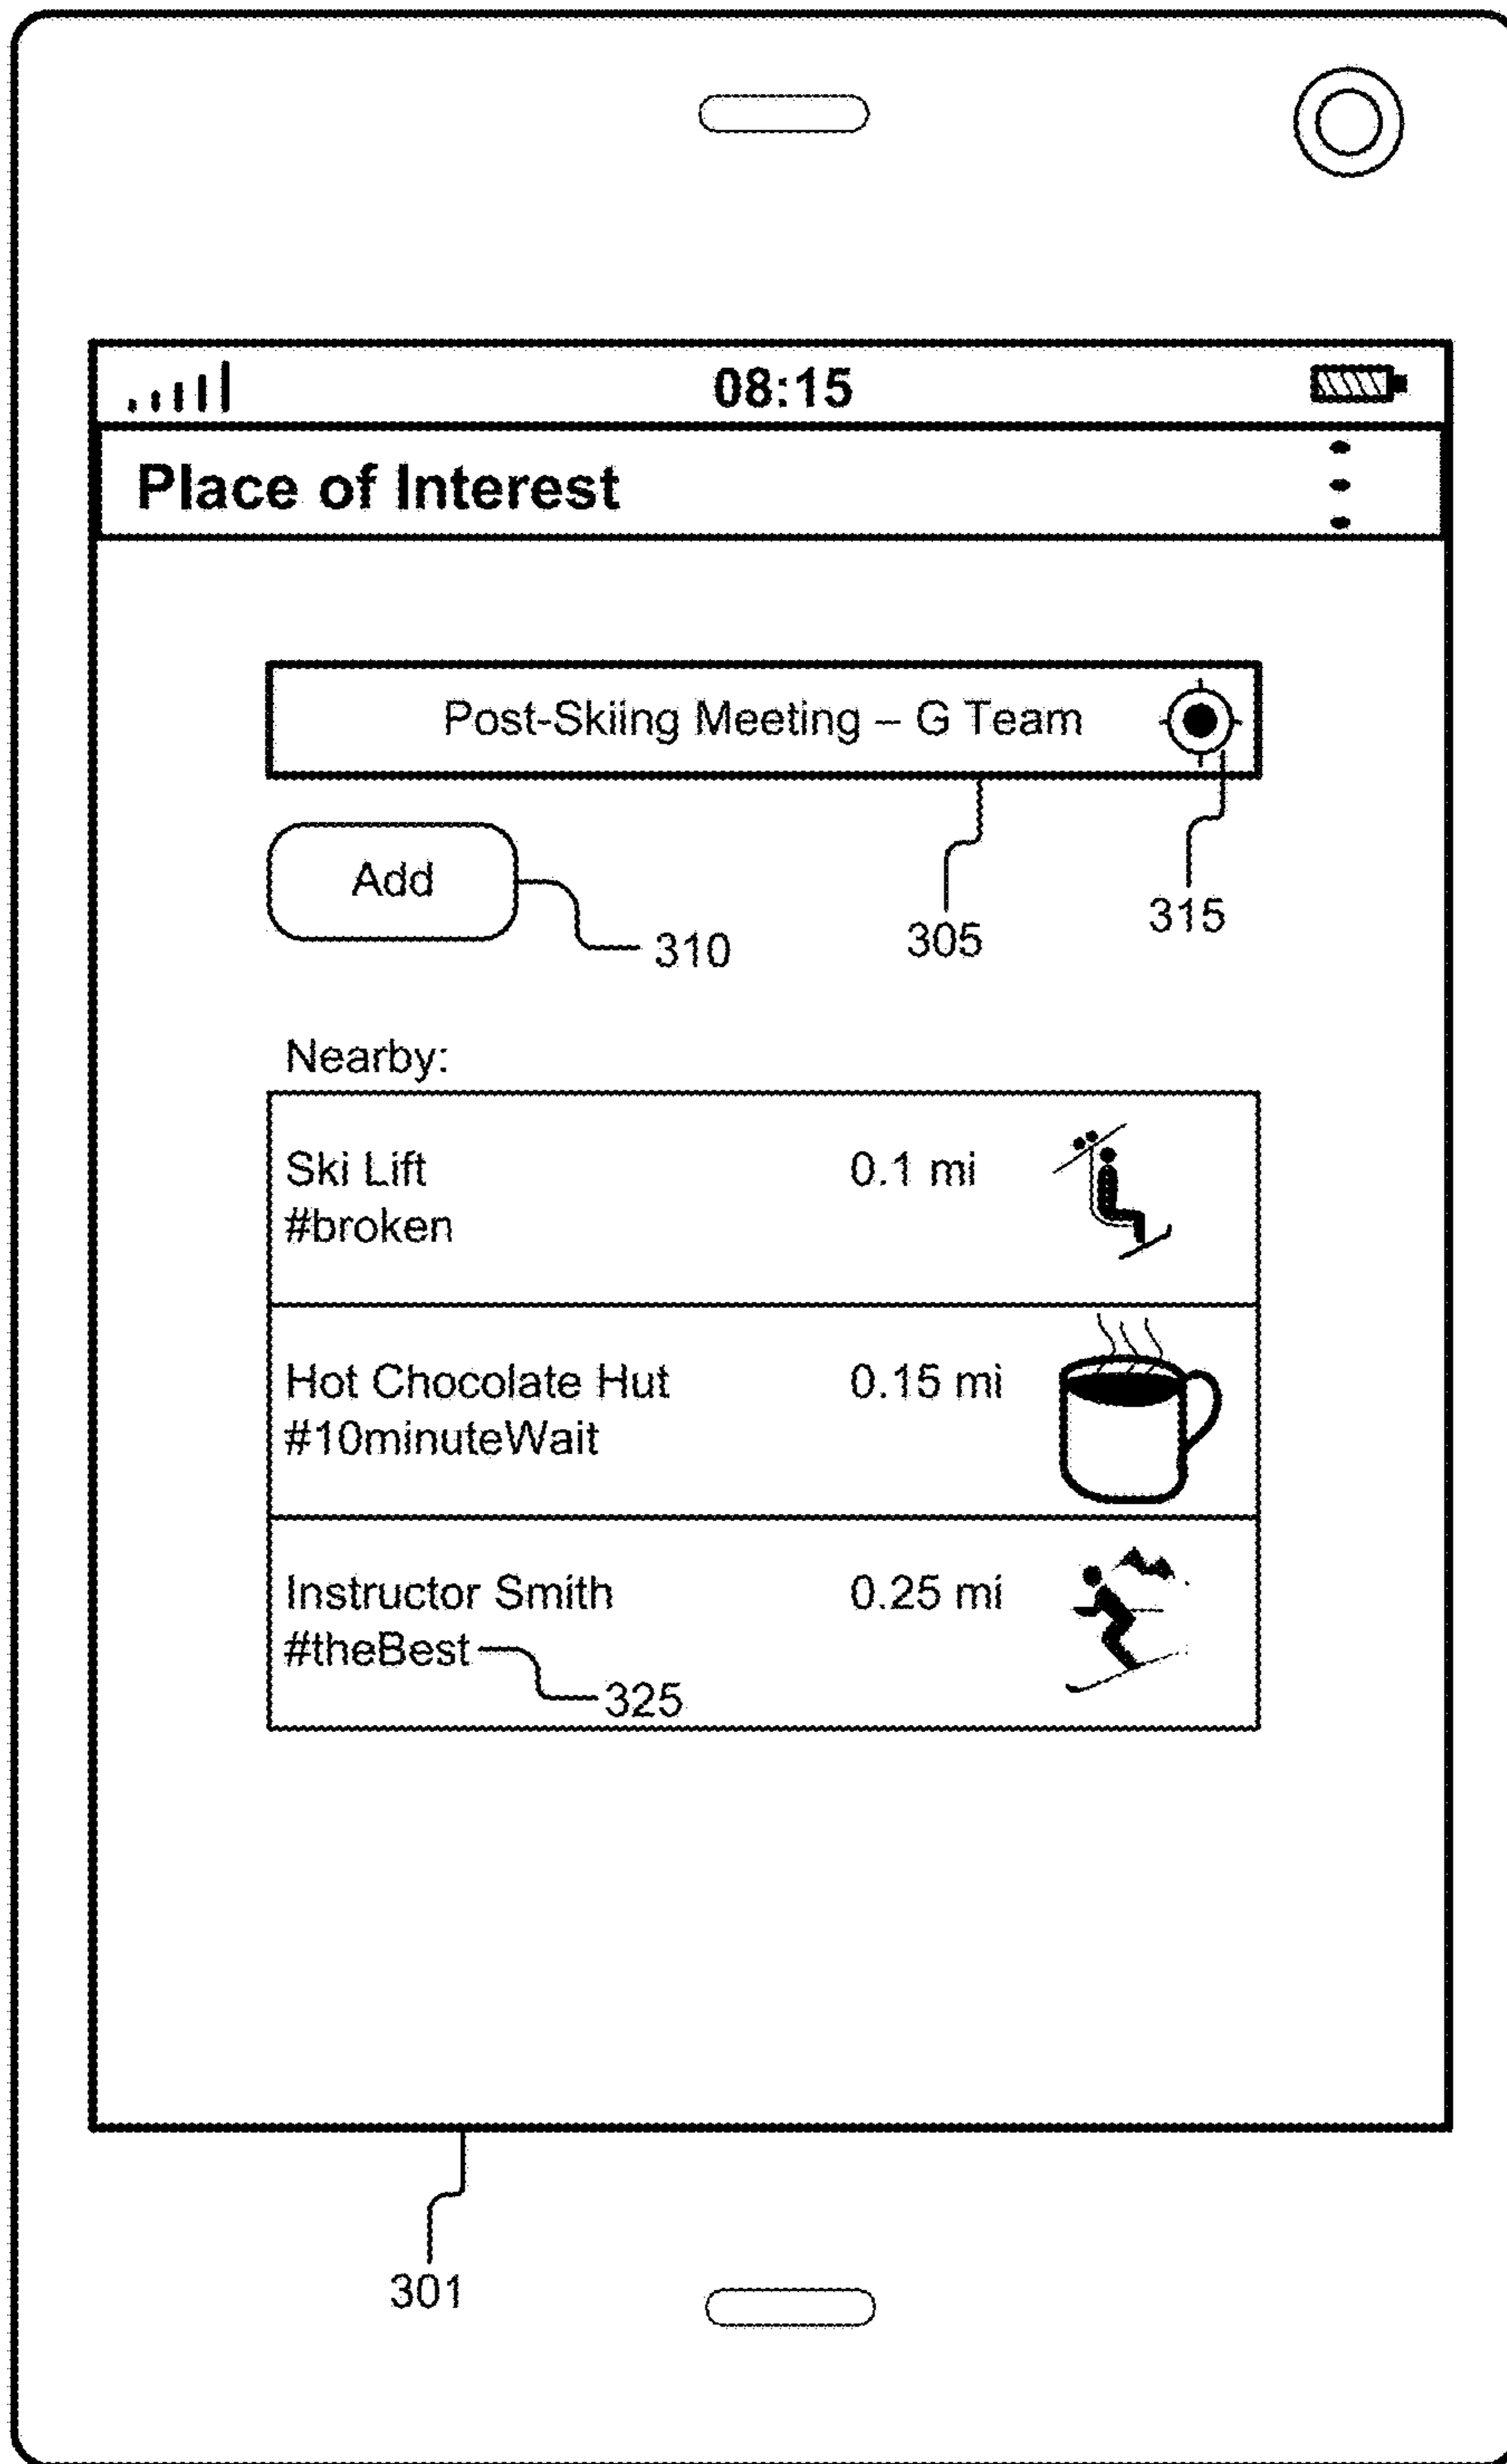 08:15
Place of Interest
Post-Skiing Meeting – G Team
Add
310
305
315
Nearby:
Ski Lift 0.1 mi
#broken
Hot Chocolate Hut 0.15 mi
#10minuteWait
Instructor Smith 0.25 mi
#theBest
325
301